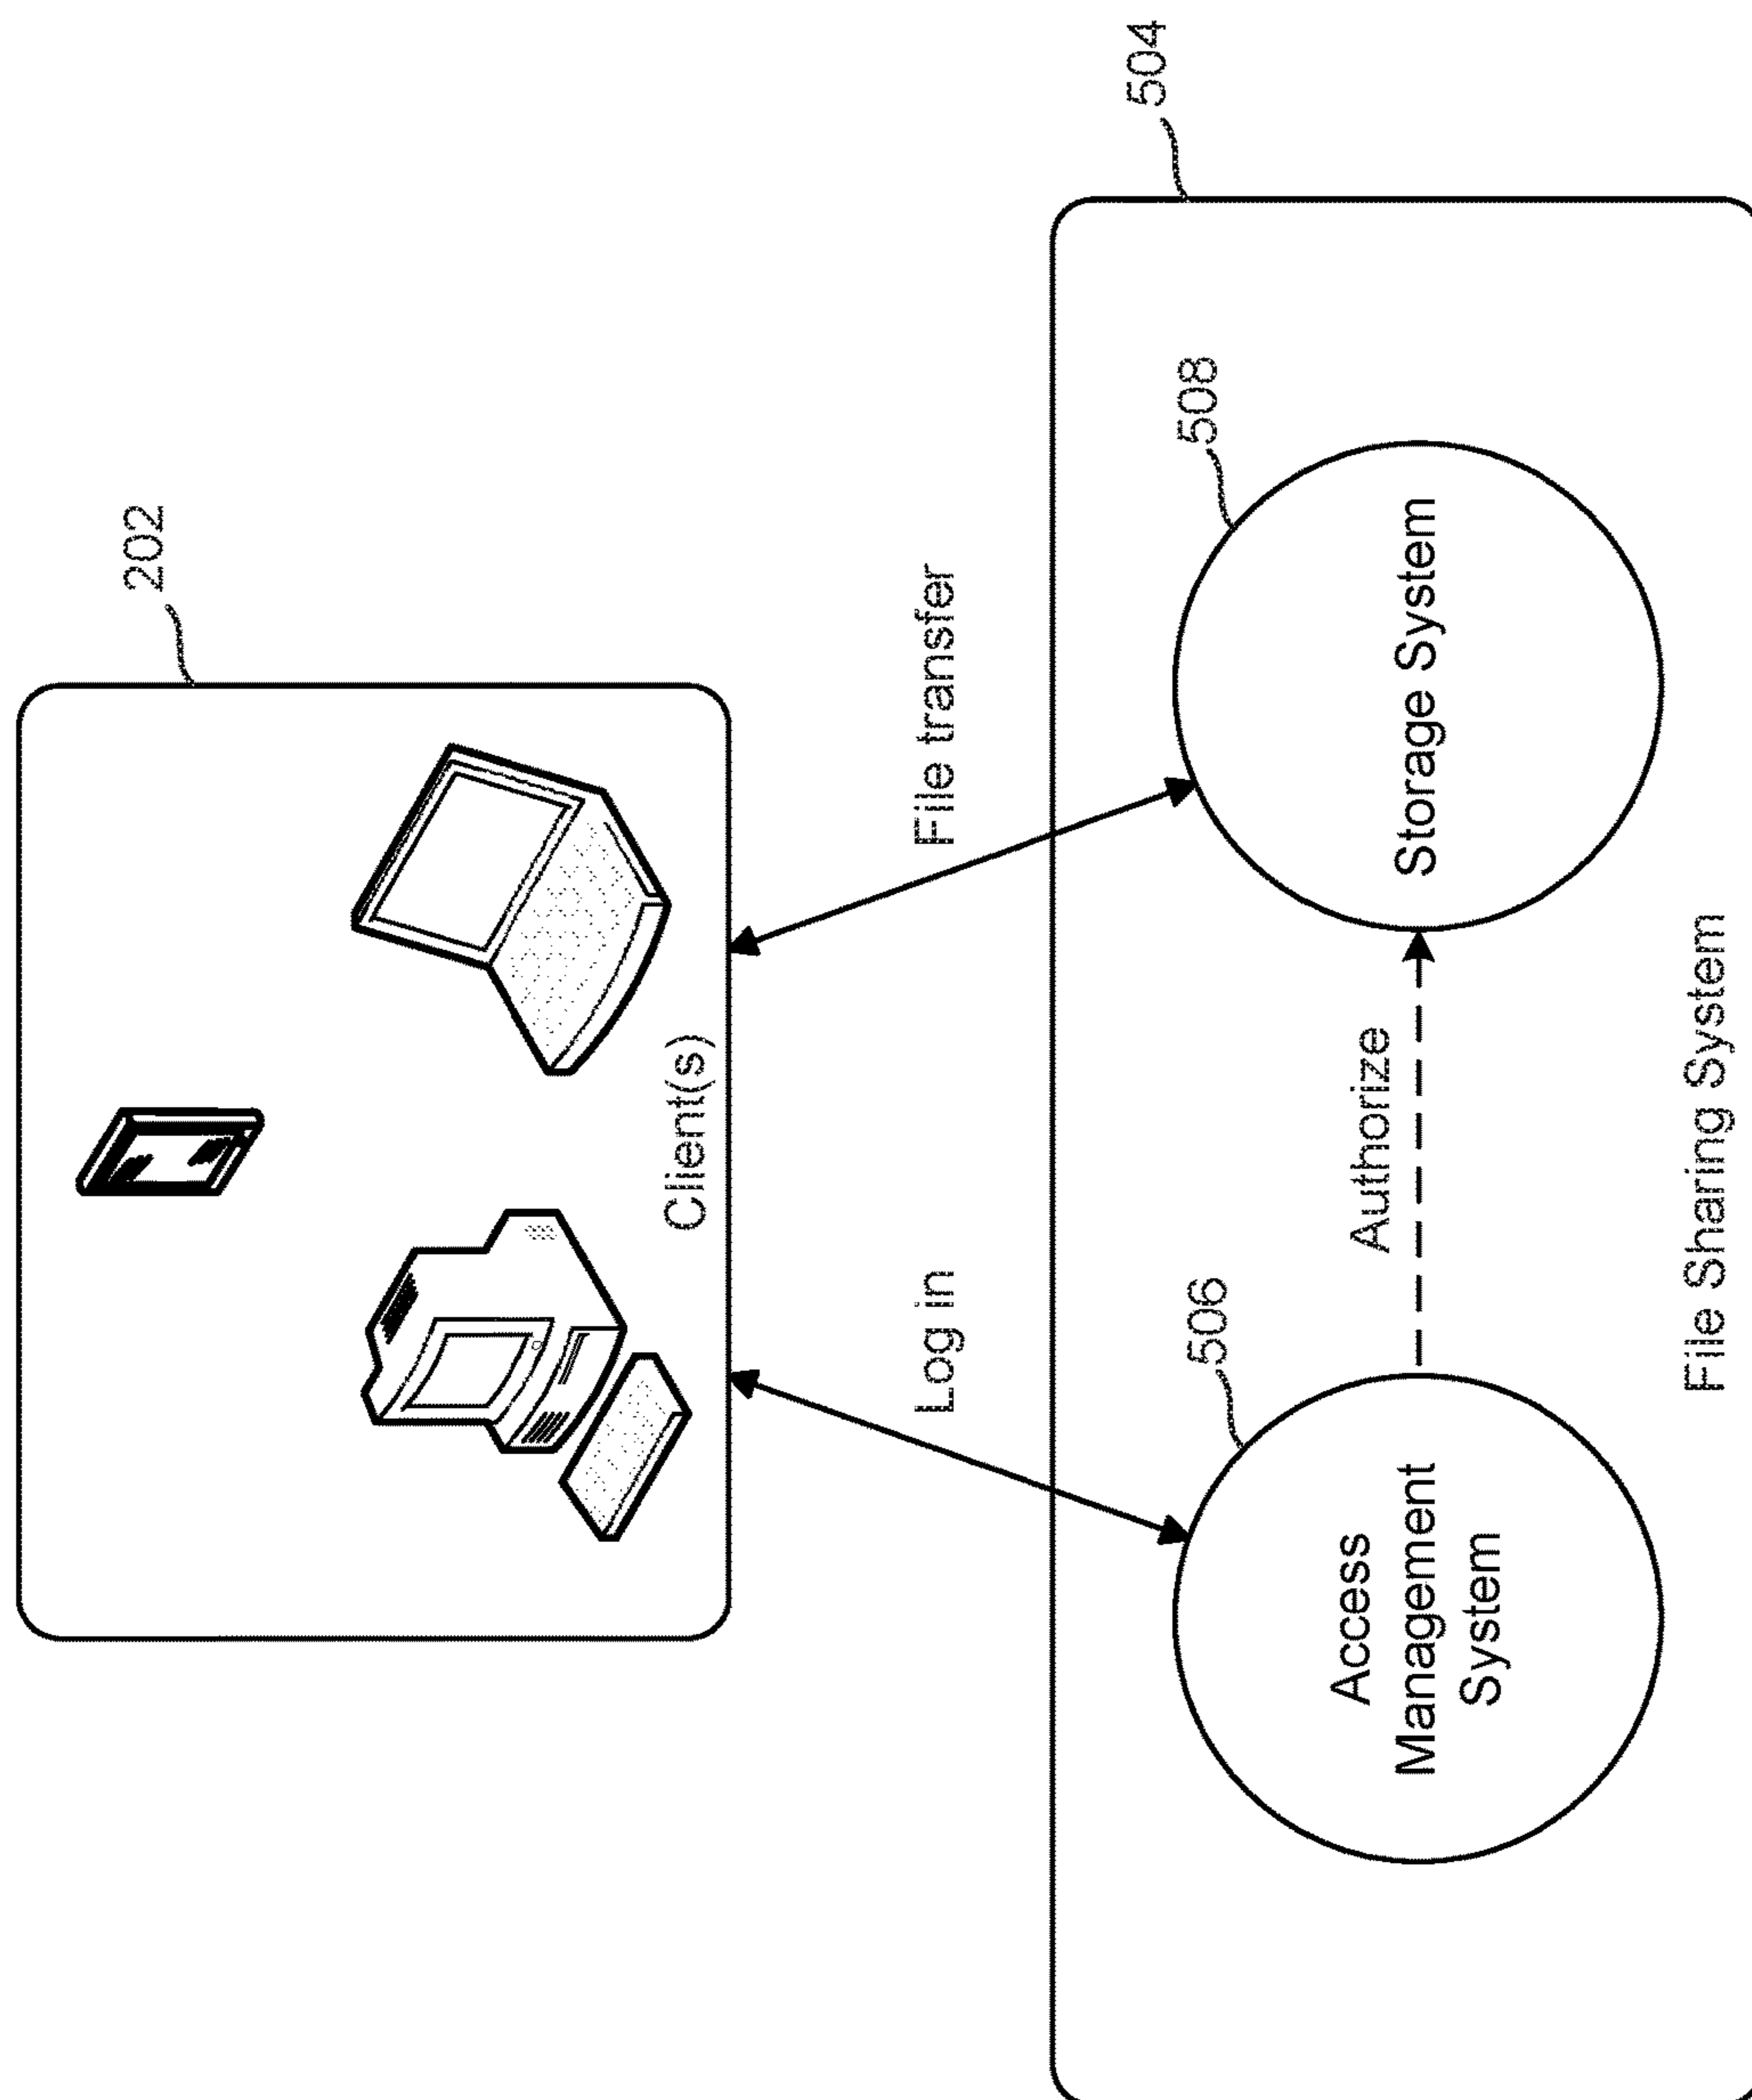 202
Client(s)
Log in
File transfer
504
506
Access
Management
System
Authorize
508
Storage System
File Sharing System